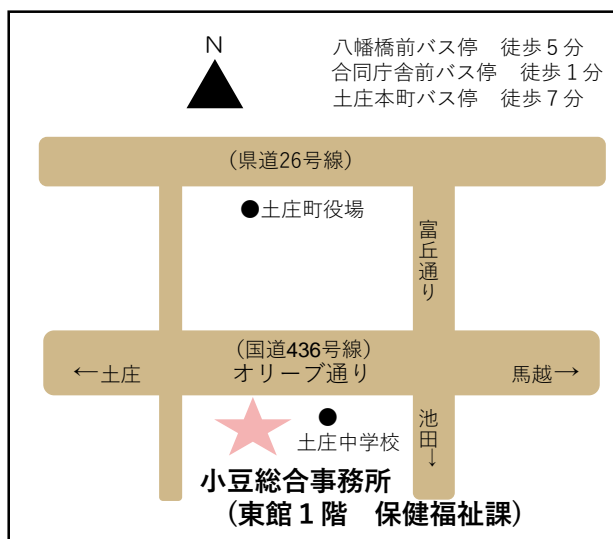 N
八幡橋前バス停　徒歩５分
合同庁舎前バス停　徒歩１分
土庄本町バス停　徒歩７分
（県道26号線）
●土庄町役場
富丘通り
（国道436号線）
オリーブ通り
←土庄
馬越→
土庄中学校
池田→
小豆総合事務所
（東館１階　保健福祉課）